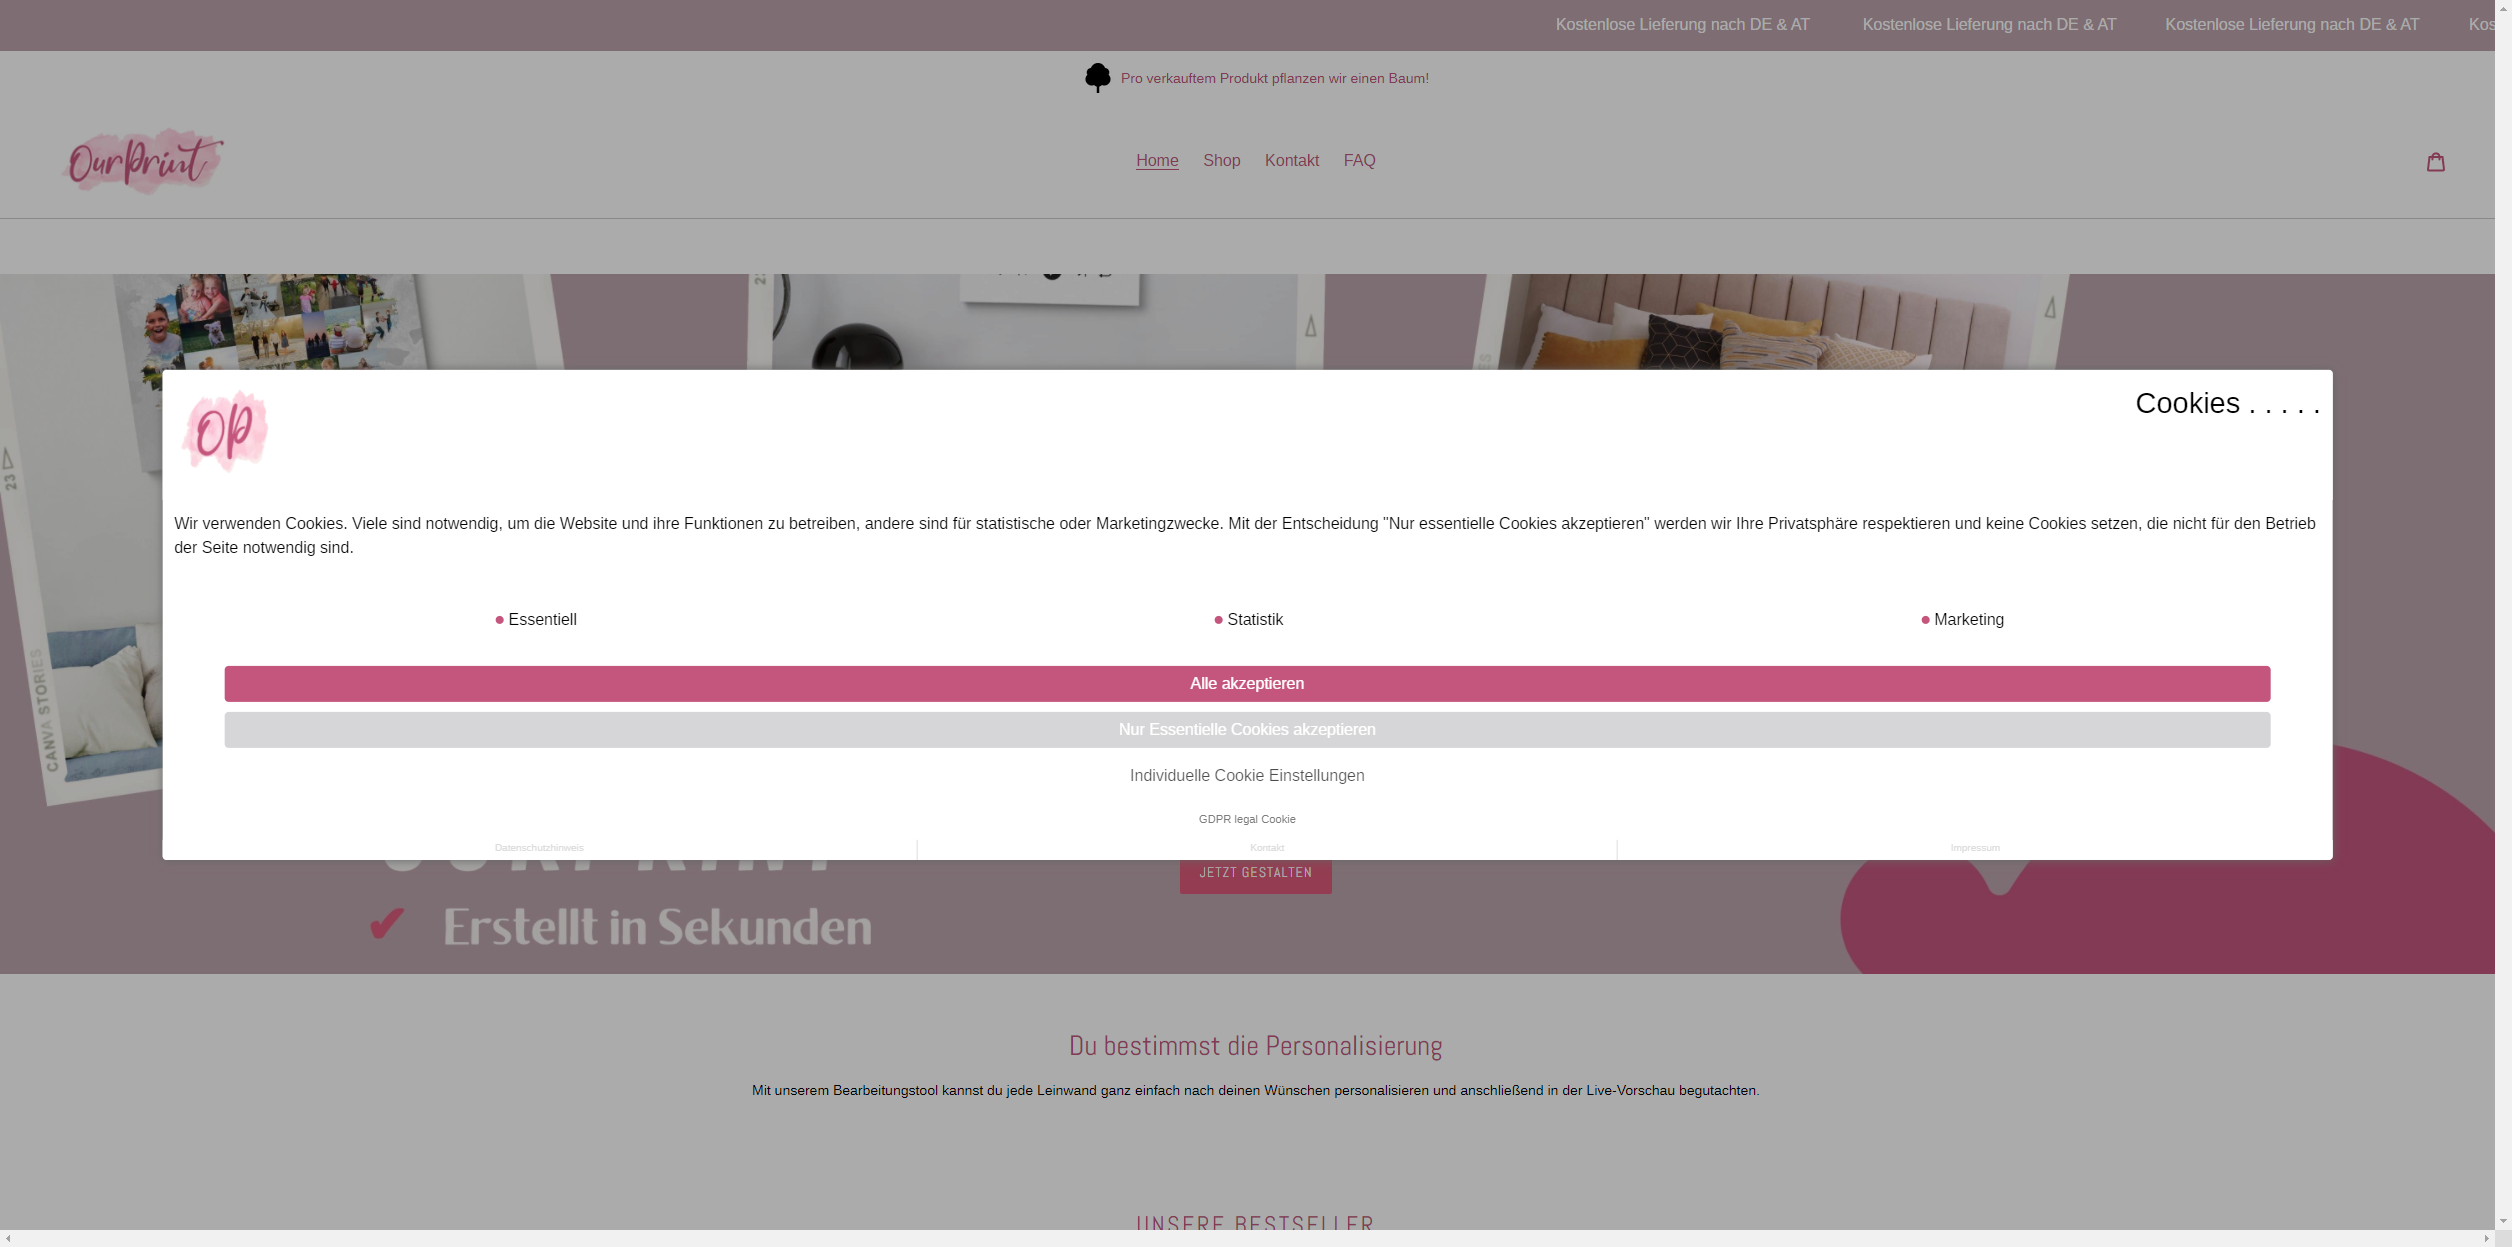 Kostenlose Lieferung nach DE & AT Kostenlose Lieferung nach DE & AT Kostenlose Lieferung nach DE & AT Kos
Pro verkauftem Produkt pflanzen wir einen Baum!
OurPrint
Home Shop Kontakt FAQ
OP
Cookies . . . . .
Wir verwenden Cookies. Viele sind notwendig, um die Website und ihre Funktionen zu betreiben, andere sind für statistische oder Marketingzwecke. Mit der Entscheidung "Nur essentielle Cookies akzeptieren" werden wir Ihre Privatsphäre respektieren und keine Cookies setzen, die nicht für den Betrieb
der Seite notwendig sind.
Essentiell
Statistik
Marketing
Alle akzeptieren
Nur Essentielle Cookies akzeptieren
Individuelle Cookie Einstellungen
GDPR legal Cookie
Datenschutzhinweis
Kontakt
Impressum
23
CANVA STORIES
JETZT GESTALTEN
Erstellt in Sekunden
Du bestimmst die Personalisierung
Mit unserem Bearbeitungstool kannst du jede Leinwand ganz einfach nach deinen Wünschen personalisieren und anschließend in der Live-Vorschau begutachten.
UNSERE BESTSELLER